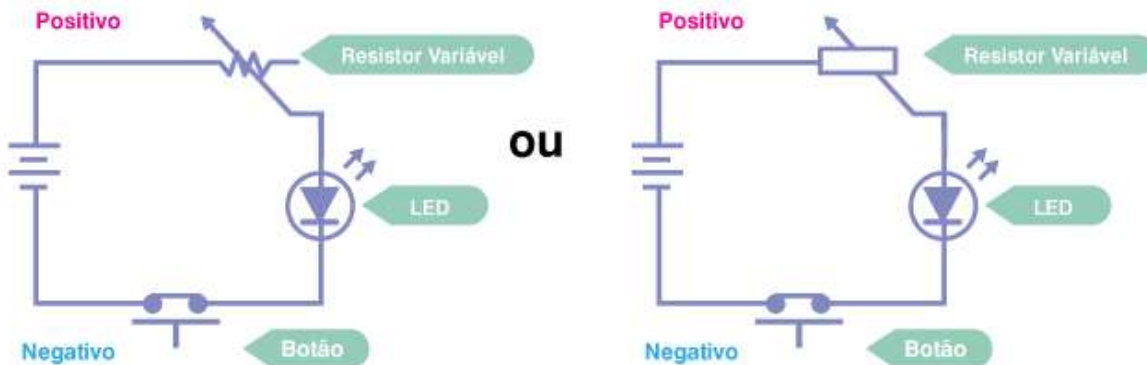 Positivo
Resistor Variável
LED
Botão
Negativo
ou
Positivo
Resistor Variável
LED
Botão
Negativo